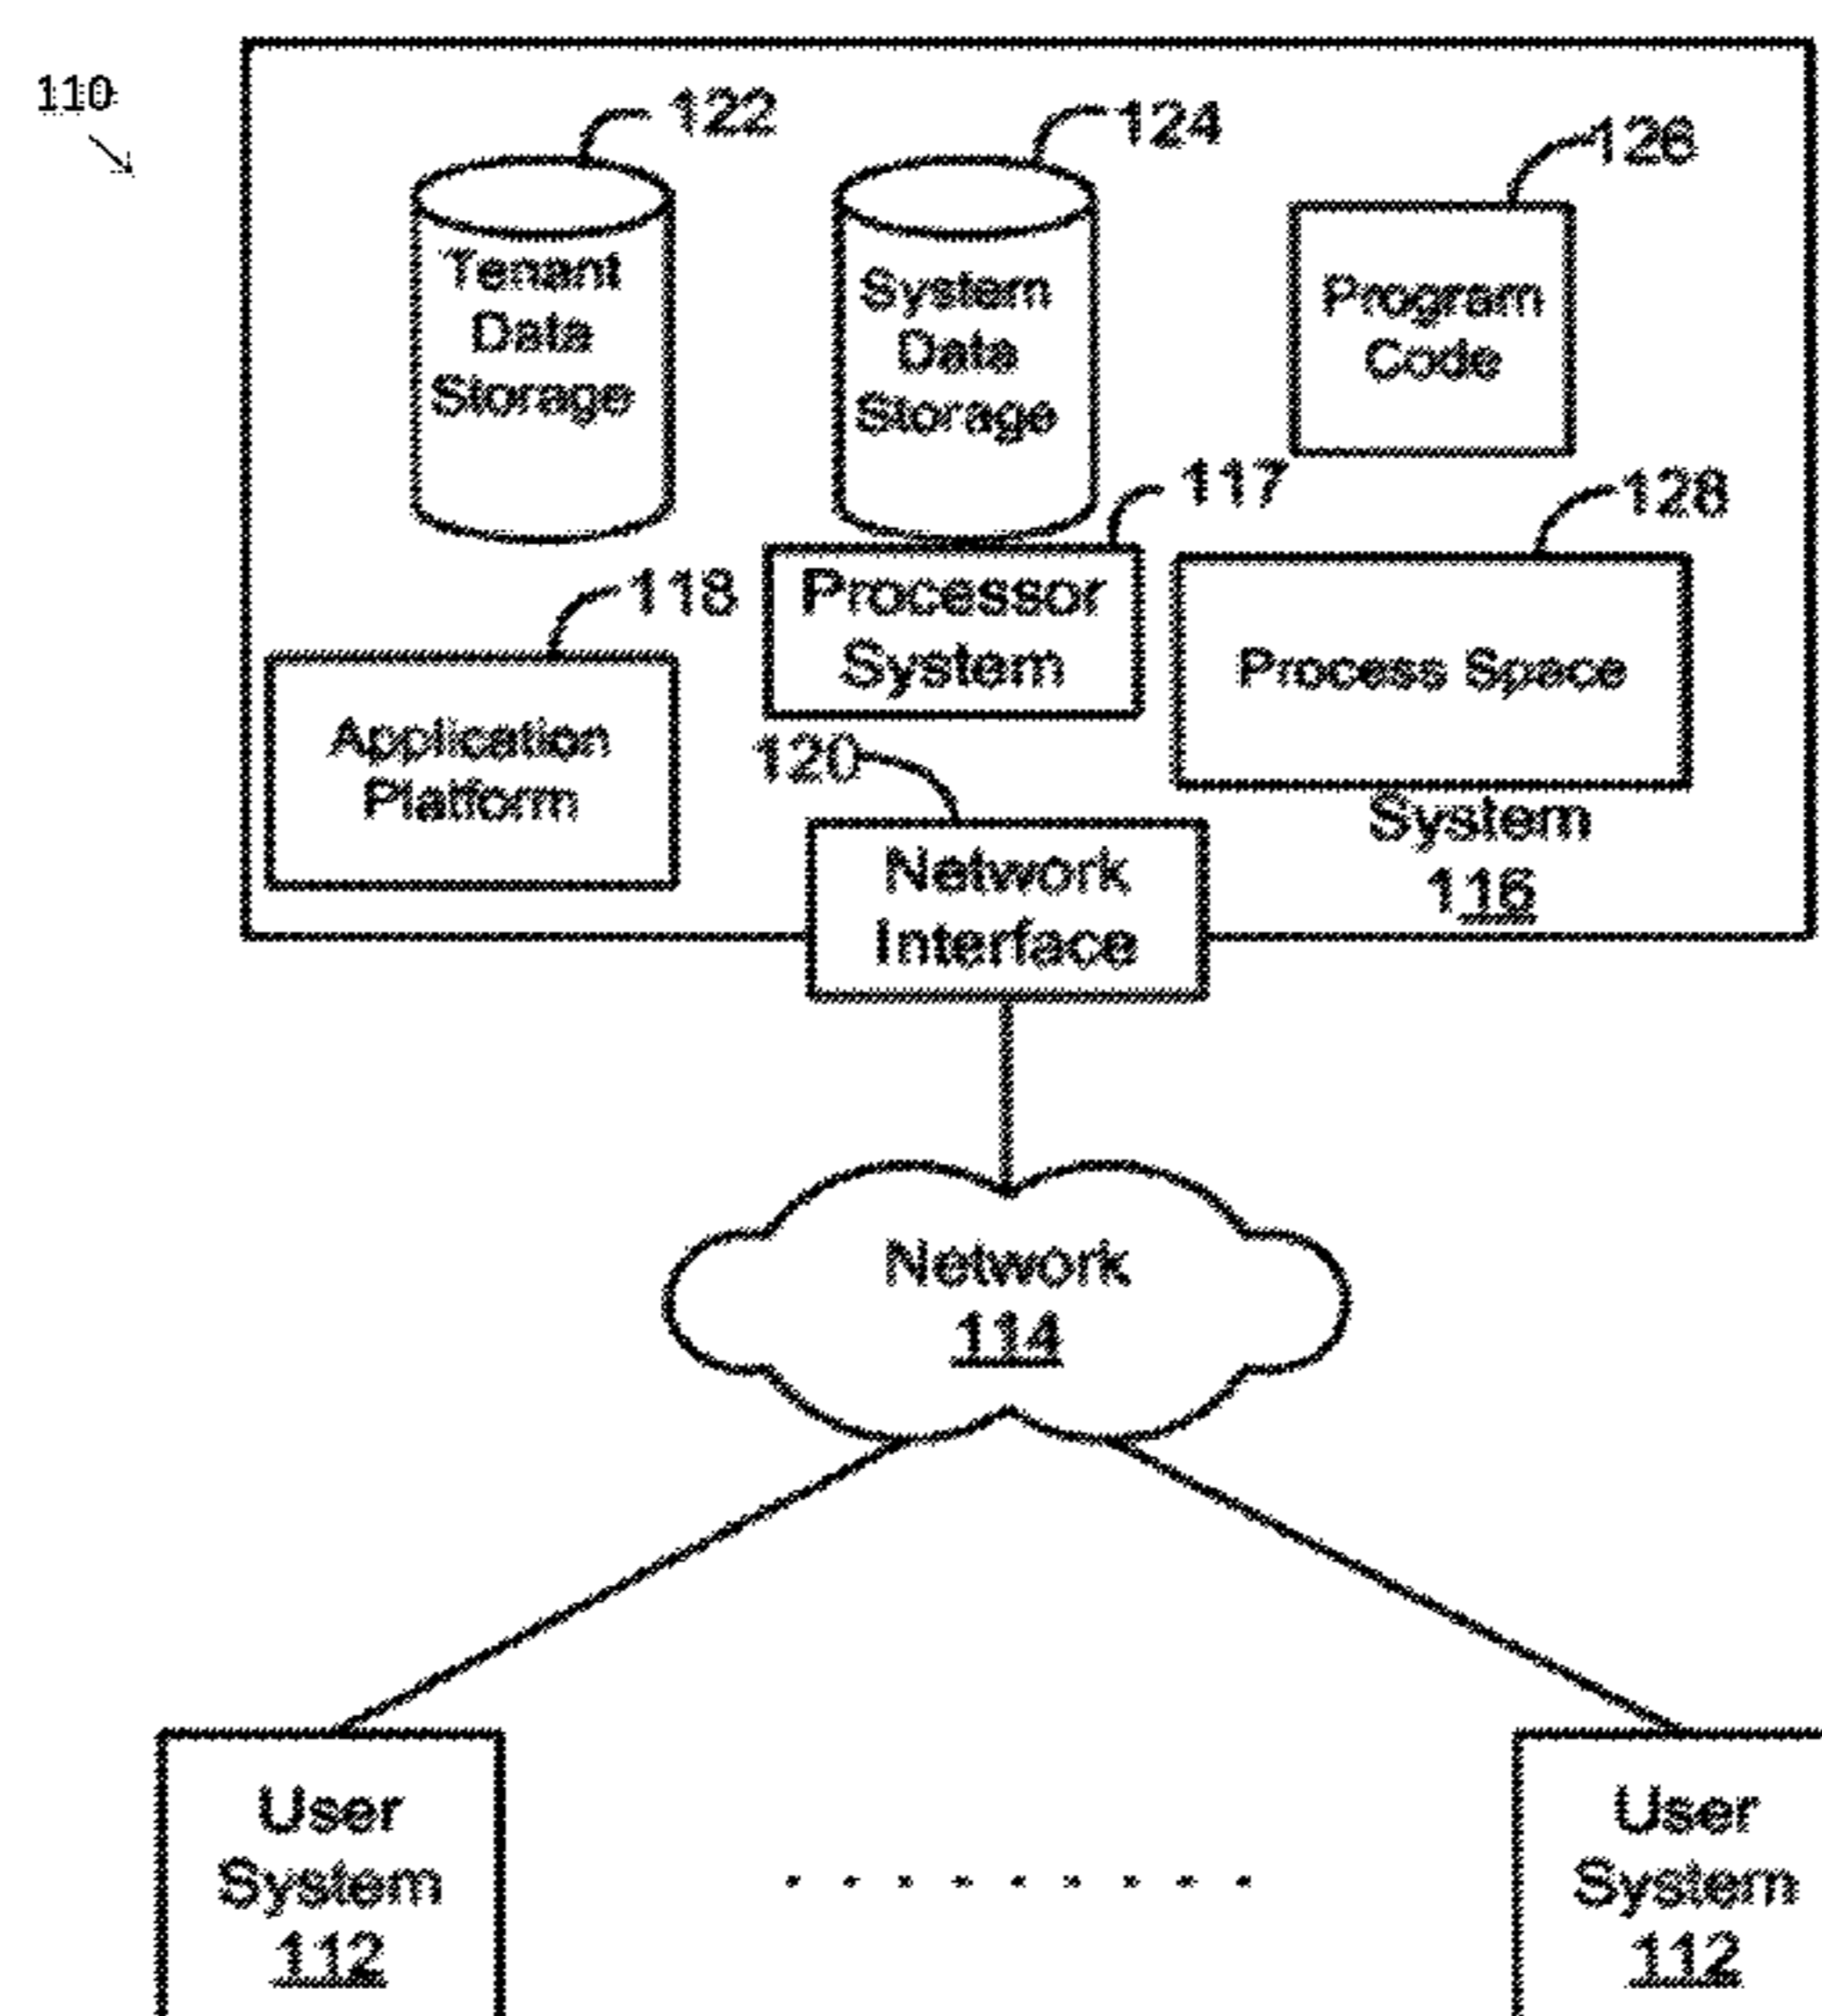 110
122
124
126
Tenant
Data
Storage
System
Data
Storage
Program
Code
117
128
118
Processor
System
Process Space
Application
Platform
120
System
116
Network
Interface
Network
114
User
System
112
User
System
112